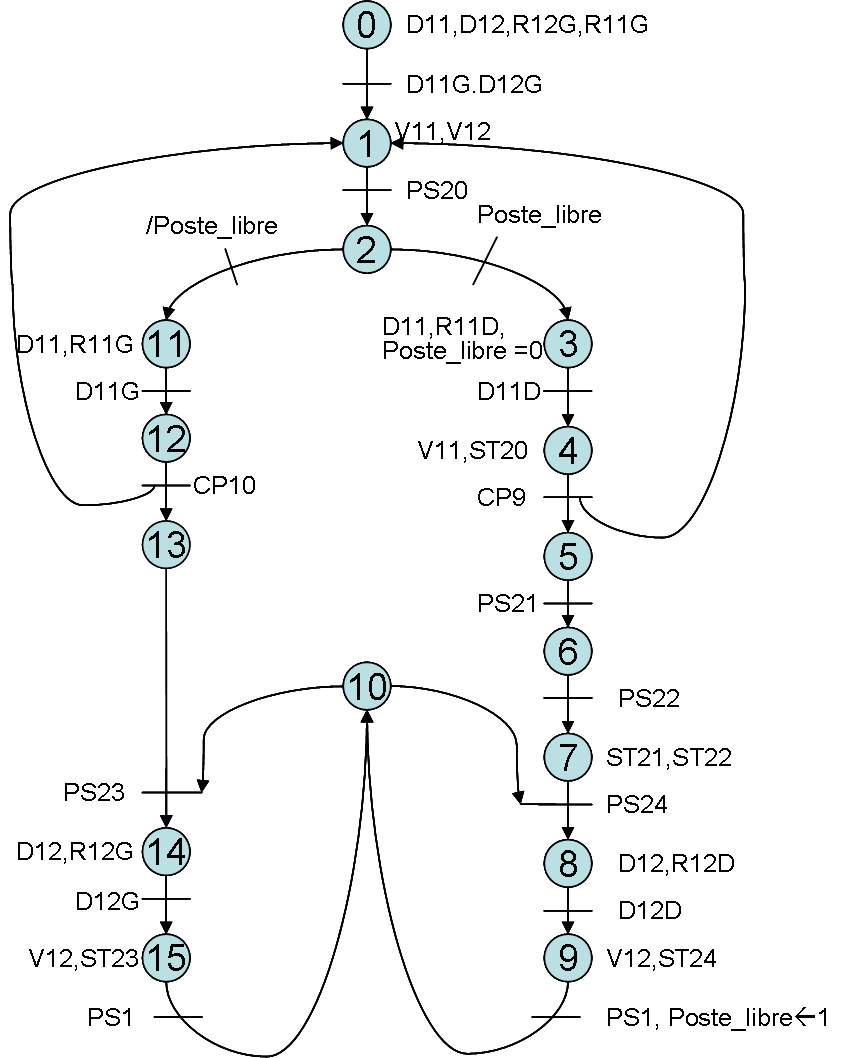 0 D11,D12,R12G,R11G
D11G.D12G
V11,V12
1
PS20
/Poste_libre
Poste_libre
2
D11,R11G 11
D11,R11D,
Poste_libre =0 3
D11G
D11D
12
V11,ST20 4
CP10
CP9
13
5
PS21
6
10
PS22
7 ST21,ST22
PS23
PS24
D12,R12G 14
8 D12,R12D
D12G
D12D
V12,ST23 15
9 V12,ST24
PS1
PS1, Poste_libre←1